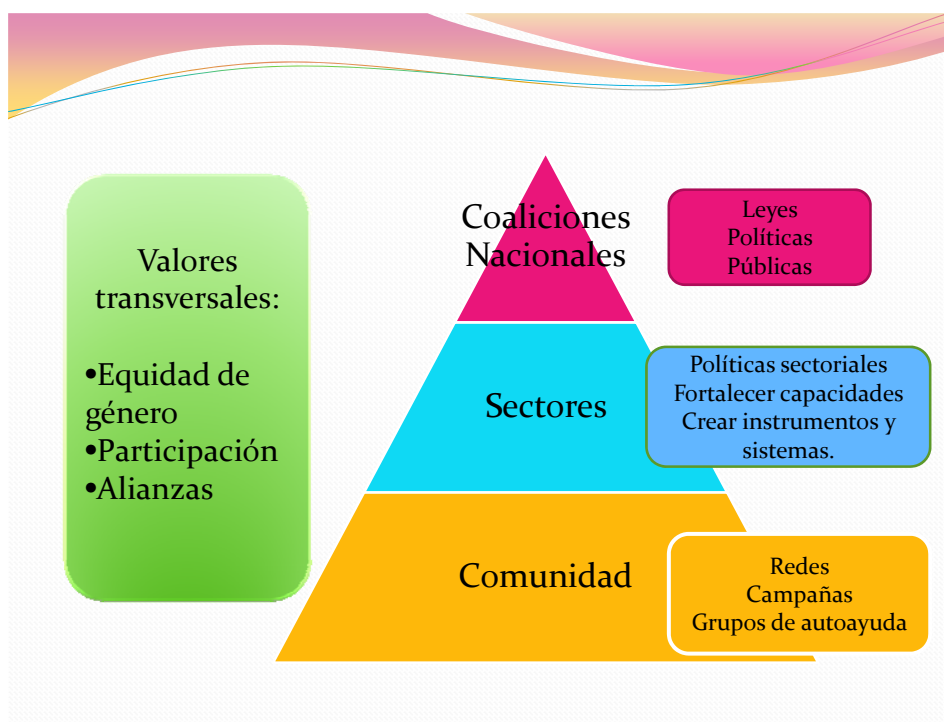 Valores
transversales:
•Equidad de
género
•Participación
•Alianzas
Coaliciones
Nacionales
Leyes
Políticas
Públicas
Sectores
Políticas sectoriales
Fortalecer capacidades
Crear instrumentos y
sistemas.
Comunidad
Redes
Campañas
Grupos de autoayuda